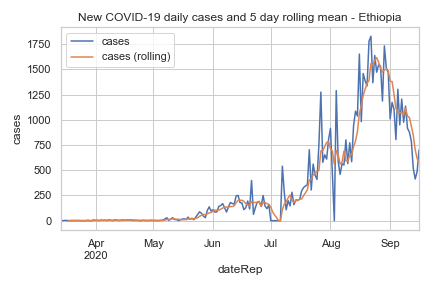 New COVID-19 daily cases and 5 day rolling mean - Ethiopia
cases
cases (rolling)
1750
1500
1250
1000
750
500
250
0
cases
Apr
2020
May
Jun
Jul
Aug
Sep
dateRep